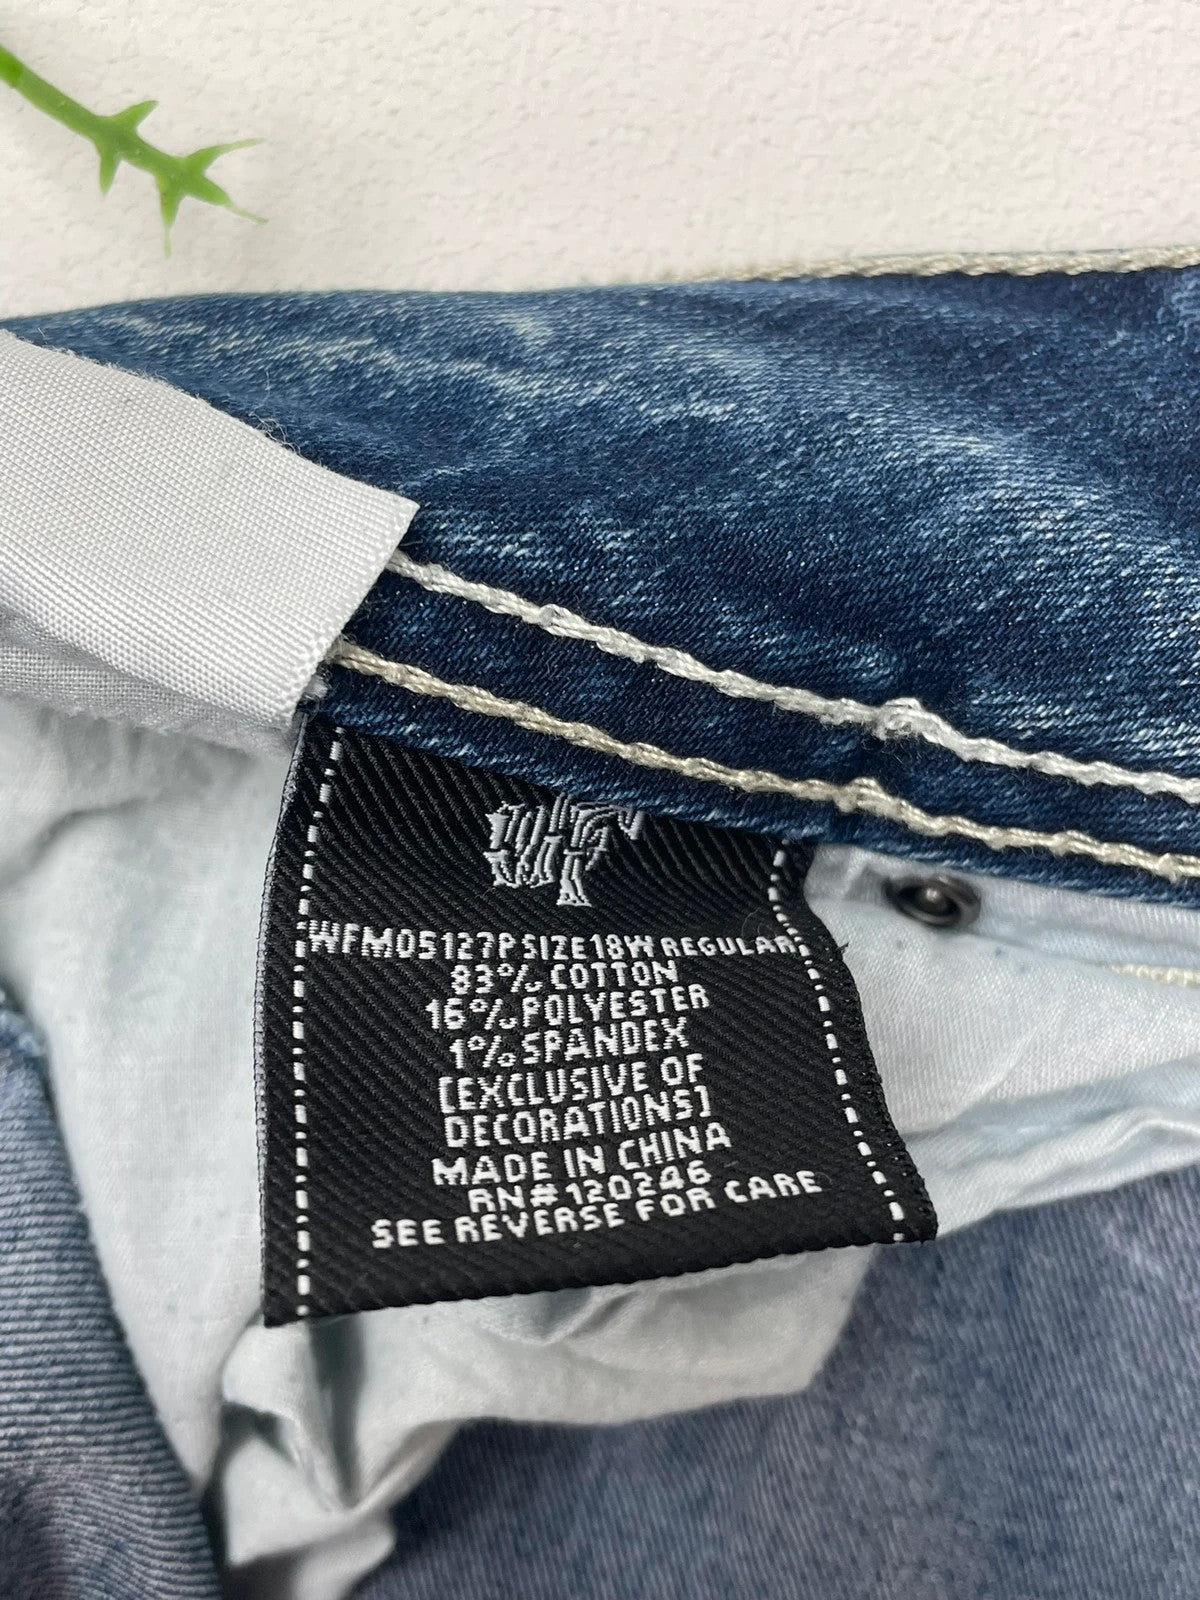 WF
WFM05127P SIZE 18W REGULAR
83% COTTON
16% POLYESTER
1% SPANDEX
[EXCLUSIVE OF
DECORATIONS]
MADE IN CHINA
RN#120246
SEE REVERSE FOR CARE